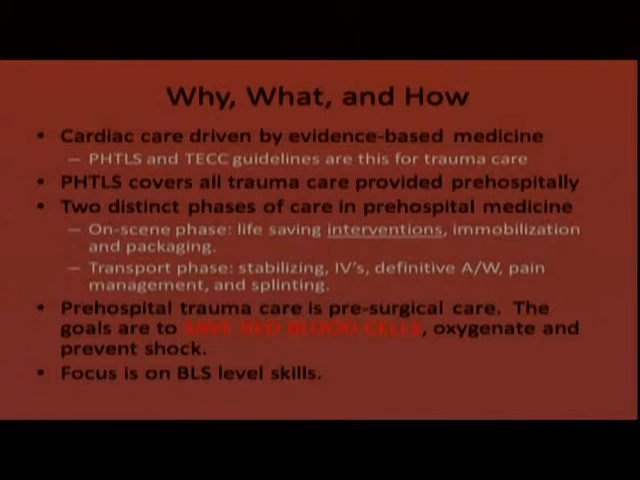 Why, What, and How
• Cardiac care driven by evidence-based medicine
– PHTLS and TECC guidelines are this for trauma care
• PHTLS covers all trauma care provided prehospitally
• Two distinct phases of care in prehospital medicine
– On-scene phase: life saving interventions, immobilization
and packaging.
– Transport phase: stabilizing, IV's, definitive A/W, pain
management, and splinting.
• Prehospital trauma care is pre-surgical care. The
goals are to SAVE RED BLOOD CELLS, oxygenate and
prevent shock.
• Focus is on BLS level skills.